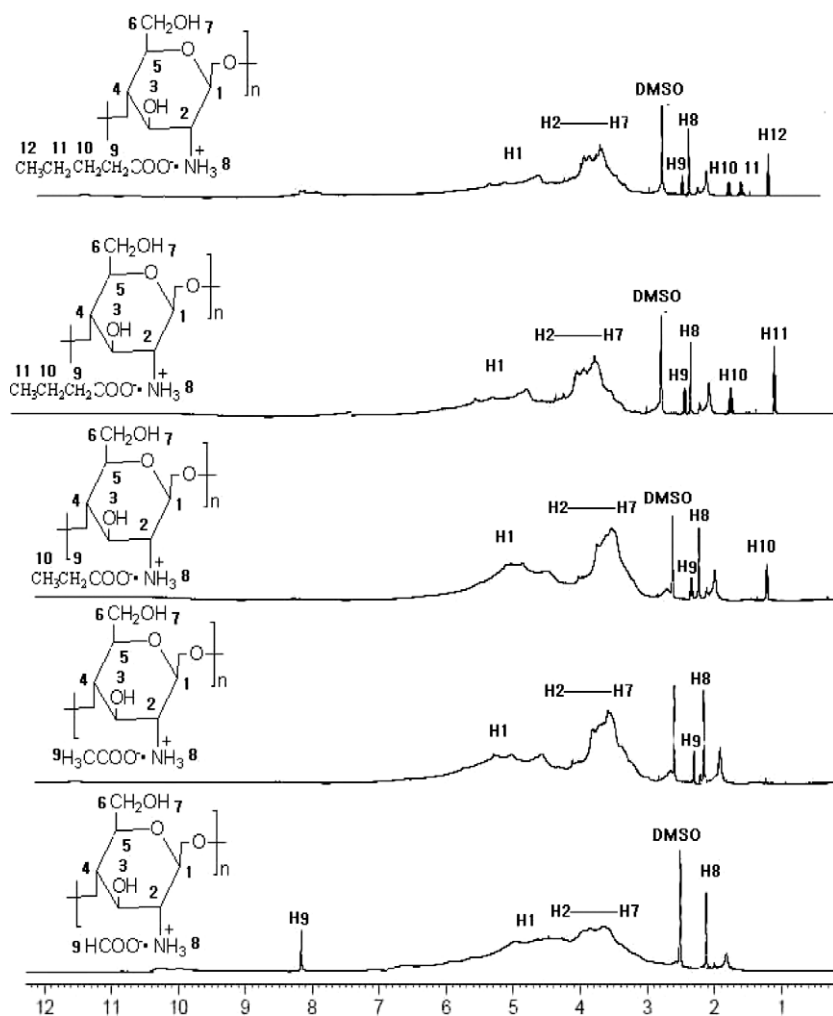 6 CH₂OH 7
O
5
3
OH
4
2
1
O
n
DMSO
H8
H2 H7
H12
H1
H9
H10 11
12 11 10 9
CH₃CH₂CH₂CH₂COO⁻• NH₃ 8
+
6 CH₂OH 7
O
5
3
OH
4
2
1
O
n
DMSO
H8
H2 H7
H11
H1
H9
H10
11 10 9
CH₃CH₂CH₂COO⁻• NH₃ 8
+
6 CH₂OH 7
O
5
3
OH
4
2
1
O
n
DMSO
H8
H2 H7
H1
H9
H10
10 9
CH₃CH₂COO⁻• NH₃ 8
+
6 CH₂OH 7
O
5
3
OH
4
2
1
O
n
H8
H2 H7
H1
H9
9 H₃CCOO⁻• NH₃ 8
+
6 CH₂OH 7
O
5
3
OH
4
2
1
O
n
DMSO
H8
H9
H1
H2 H7
9 HCOO⁻• NH₃ 8
+
12 11 10 9 8 7 6 5 4 3 2 1